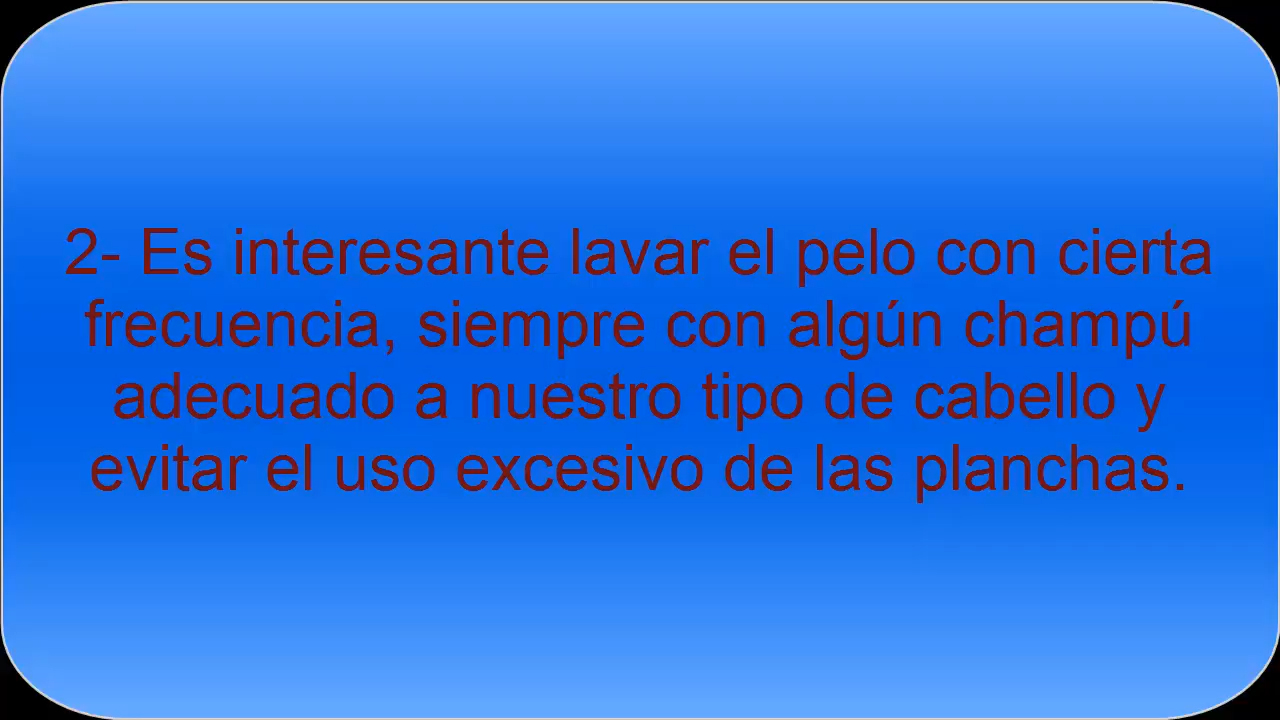 2- Es interesante lavar el pelo con cierta
frecuencia, siempre con algún champú
adecuado a nuestro tipo de cabello y
evitar el uso excesivo de las planchas.